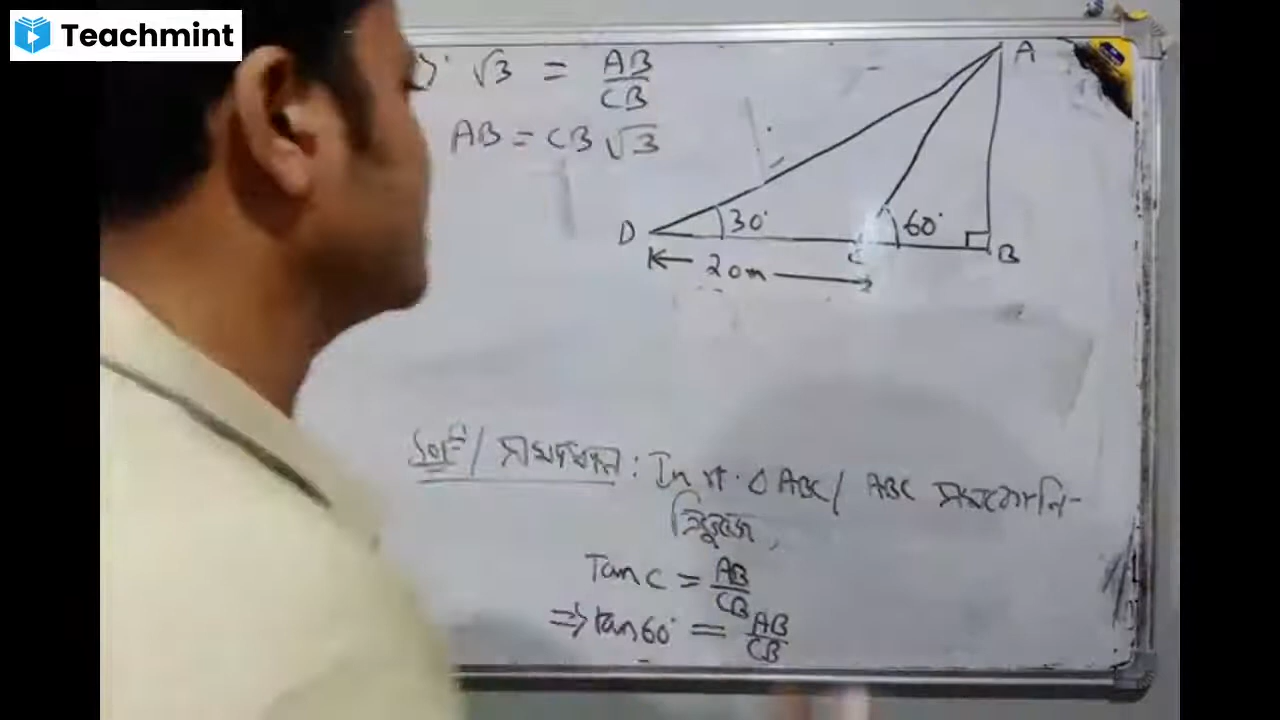 Teachmint
√3 = AB/CB
AB = CB √3
A
D
30°
60°
C
B
20m
Solⁿ / সমাধান : In rt. Δ ABC / ABC সমকোণী
ত্রিভুজে,
Tan C = AB/CB
⇒ tan 60° = AB/CB